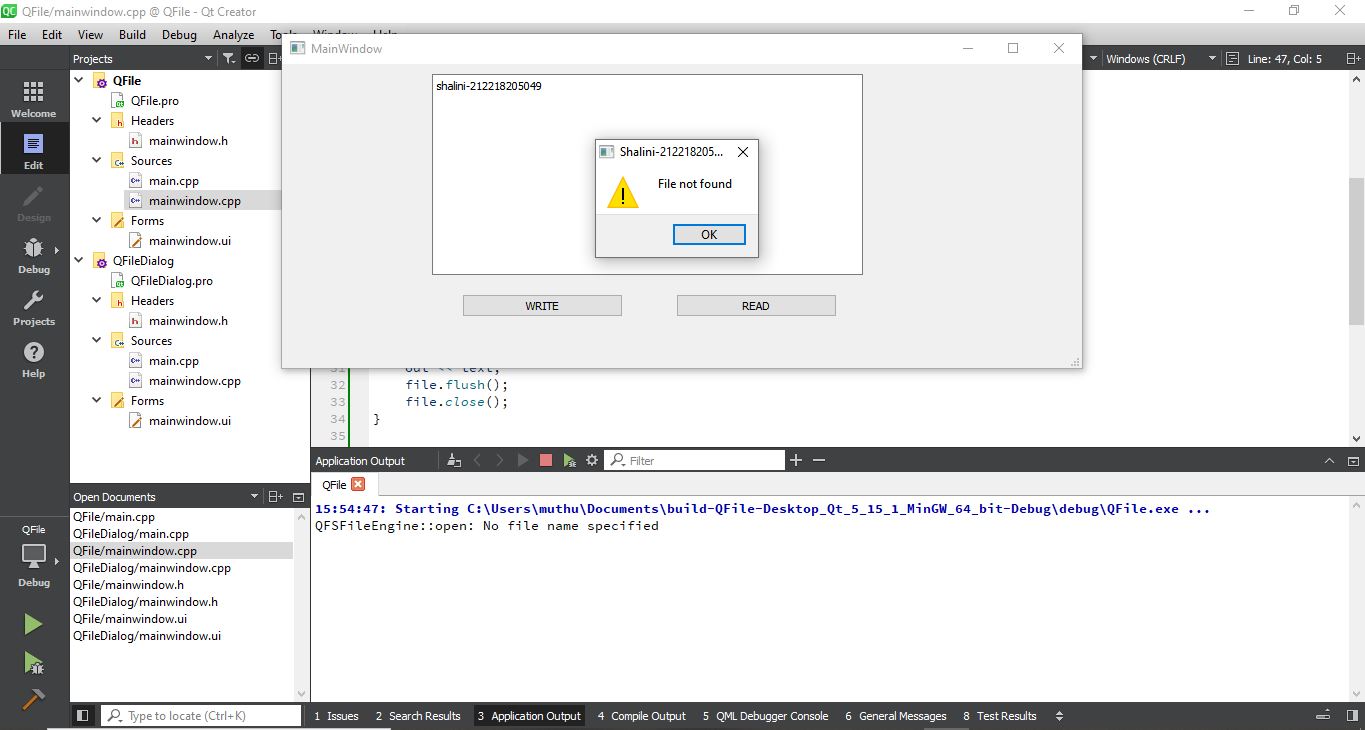 QFile/mainwindow.cpp @ QFile - Qt Creator
File Edit View Build Debug Analyze
MainWindow
Projects
Windows (CRLF)
Line: 47, Col: 5
Welcome
Edit
Design
Debug
Projects
Help
QFile
QFile.pro
Headers
mainwindow.h
Sources
main.cpp
mainwindow.cpp
Forms
mainwindow.ui
QFileDialog
QFileDialog.pro
Headers
mainwindow.h
Sources
main.cpp
mainwindow.cpp
Forms
mainwindow.ui
shalini-212218205049
Shalini-212218205...
File not found
OK
WRITE
READ
31 out << text;
32 file.flush();
33 file.close();
34 }
35
Application Output
Filter
QFile
15:54:47: Starting C:\Users\muthu\Documents\build-QFile-Desktop_Qt_5_15_1_MinGW_64_bit-Debug\debug\QFile.exe ...
QFSFileEngine::open: No file name specified
Open Documents
QFile/main.cpp
QFileDialog/main.cpp
QFile/mainwindow.cpp
QFileDialog/mainwindow.cpp
QFile/mainwindow.h
QFileDialog/mainwindow.h
QFile/mainwindow.ui
QFileDialog/mainwindow.ui
QFile
Debug
Type to locate (Ctrl+K)
1 Issues
2 Search Results
3 Application Output
4 Compile Output
5 QML Debugger Console
6 General Messages
8 Test Results